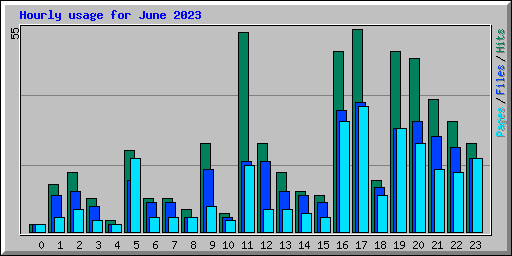 Hourly usage for June 2023
55
Pages / Files / Hits
0 1 2 3 4 5 6 7 8 9 10 11 12 13 14 15 16 17 18 19 20 21 22 23